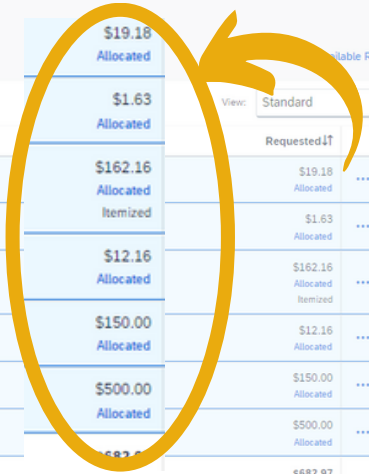 $19.18
Allocated
$1.63
Allocated
$162.16
Allocated
Itemized
$12.16
Allocated
$150.00
Allocated
$500.00
Allocated
View: Standard
Requested
$19.18
Allocated
$1.63
Allocated
$162.16
Allocated
Itemized
$12.16
Allocated
$150.00
Allocated
$500.00
Allocated
$682.97